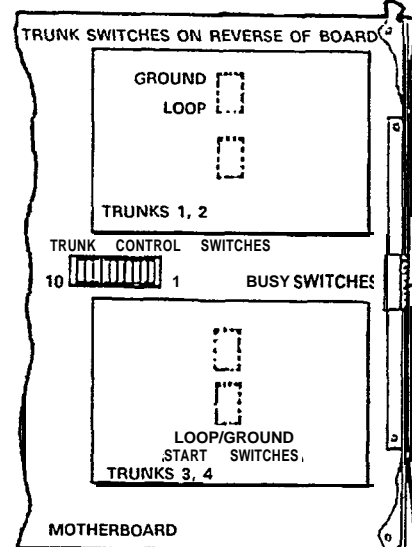 TRUNK SWITCHES ON REVERSE OF BOARD
GROUND
LOOP
TRUNKS 1, 2
TRUNK CONTROL SWITCHES
10 1 BUSY SWITCHES
LOOP/GROUND
START SWITCHES
TRUNKS 3, 4
MOTHERBOARD